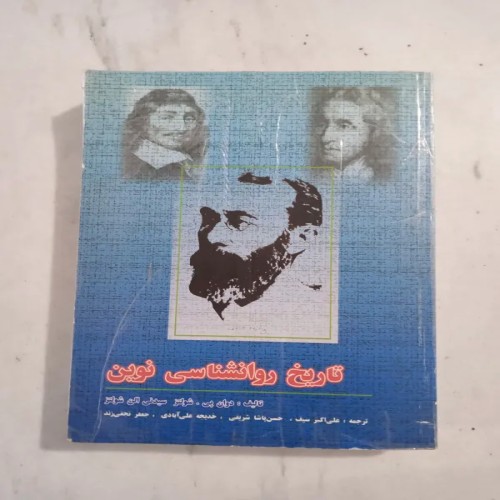 تاریخ روانشناسی نوین
تالیف : دوان پی . شولتز سیدنی الن شولتز
ترجمه : علی‌اکبر سیف . حسن‌پاشا شریفی . خدیجه علی‌آبادی . جعفر نجفی‌زند